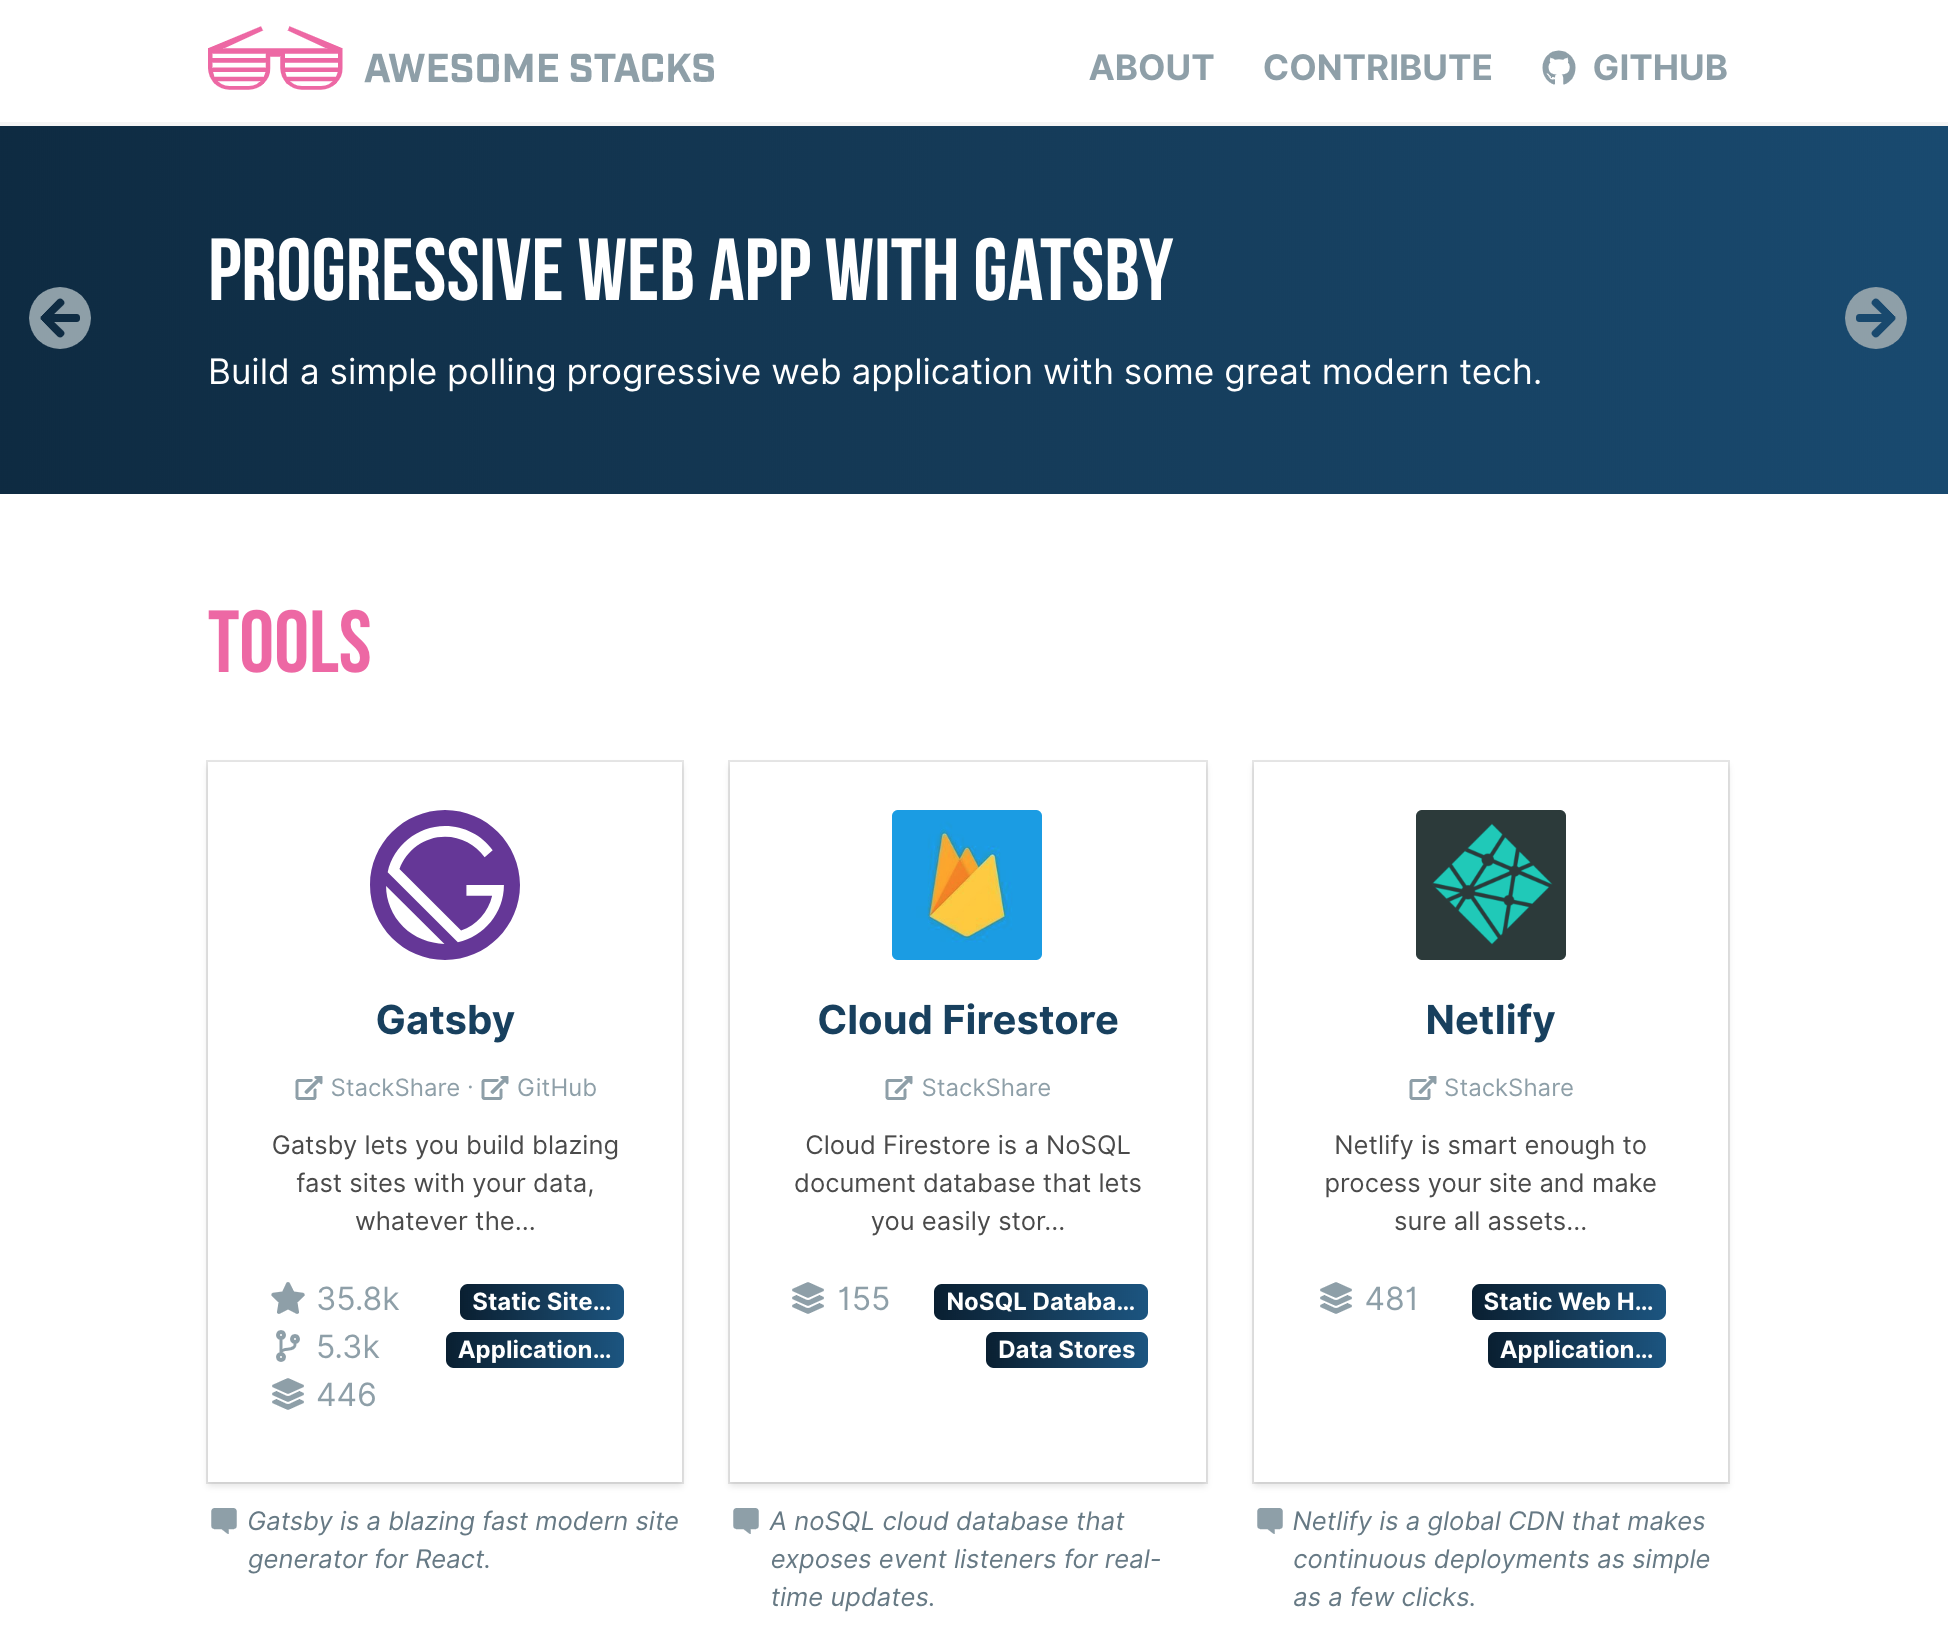 AWESOME STACKS
ABOUT
CONTRIBUTE
GITHUB
PROGRESSIVE WEB APP WITH GATSBY
Build a simple polling progressive web application with some great modern tech.
TOOLS
Gatsby
StackShare · GitHub
Gatsby lets you build blazing
fast sites with your data,
whatever the...
35.8k
5.3k
446
Static Site...
Application...
Gatsby is a blazing fast modern site
generator for React.
Cloud Firestore
StackShare
Cloud Firestore is a NoSQL
document database that lets
you easily stor...
155
NoSQL Databa...
Data Stores
A noSQL cloud database that
exposes event listeners for real-
time updates.
Netlify
StackShare
Netlify is smart enough to
process your site and make
sure all assets...
481
Static Web H...
Application...
Netlify is a global CDN that makes
continuous deployments as simple
as a few clicks.